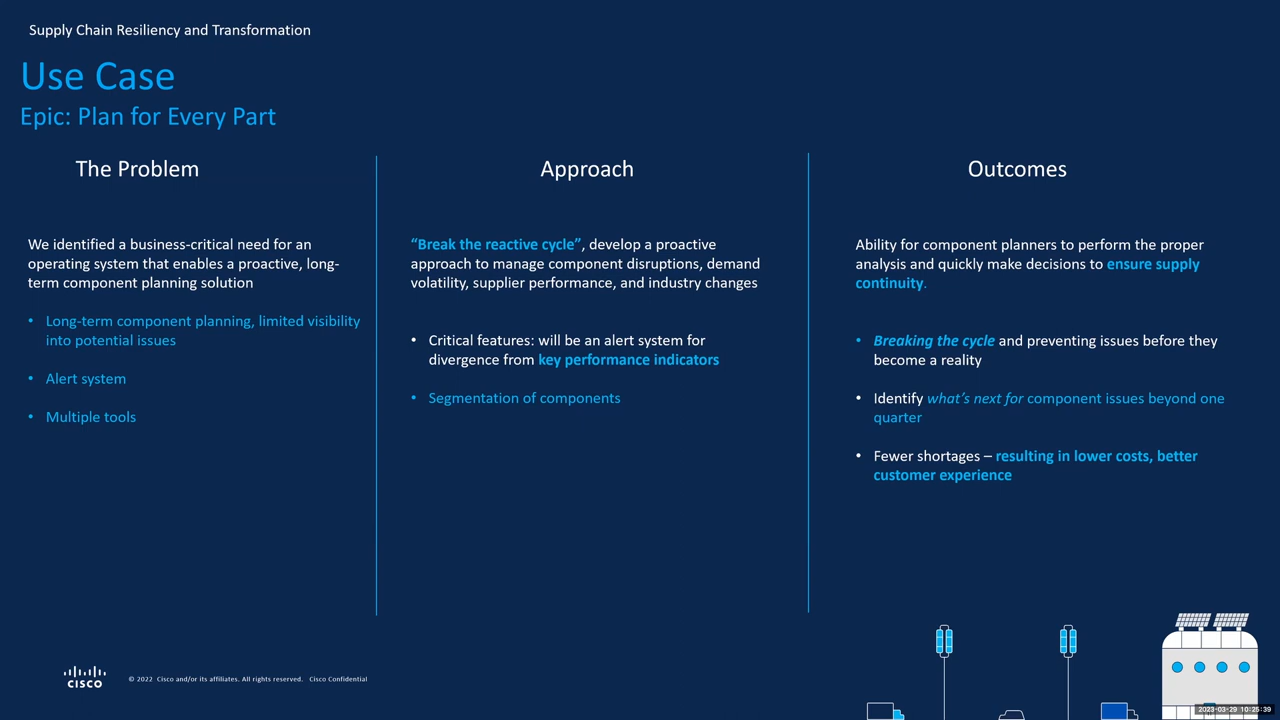 Supply Chain Resiliency and Transformation
Use Case
Epic: Plan for Every Part
The Problem
We identified a business-critical need for an
operating system that enables a proactive, long-
term component planning solution
• Long-term component planning, limited visibility
into potential issues
• Alert system
• Multiple tools
Approach
“Break the reactive cycle”, develop a proactive
approach to manage component disruptions, demand
volatility, supplier performance, and industry changes
• Critical features: will be an alert system for
divergence from key performance indicators
• Segmentation of components
Outcomes
Ability for component planners to perform the proper
analysis and quickly make decisions to ensure supply
continuity.
• Breaking the cycle and preventing issues before they
become a reality
• Identify what’s next for component issues beyond one
quarter
• Fewer shortages – resulting in lower costs, better
customer experience
CISCO
© 2022 Cisco and/or its affiliates. All rights reserved. Cisco Confidential
2023-03-29 10:25:39